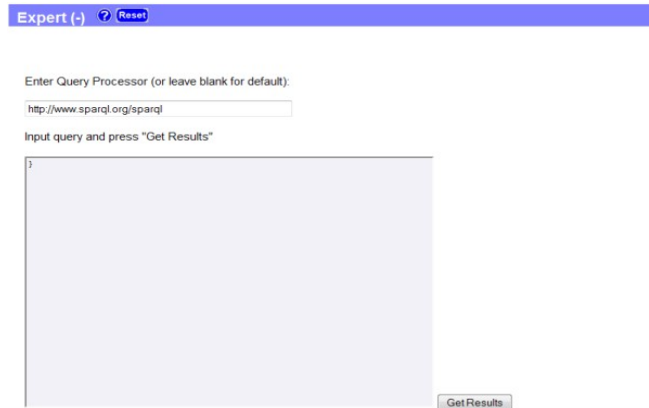 Expert (-) ? Reset
Enter Query Processor (or leave blank for default):
http://www.sparql.org/sparql
Input query and press "Get Results"
}
Get Results